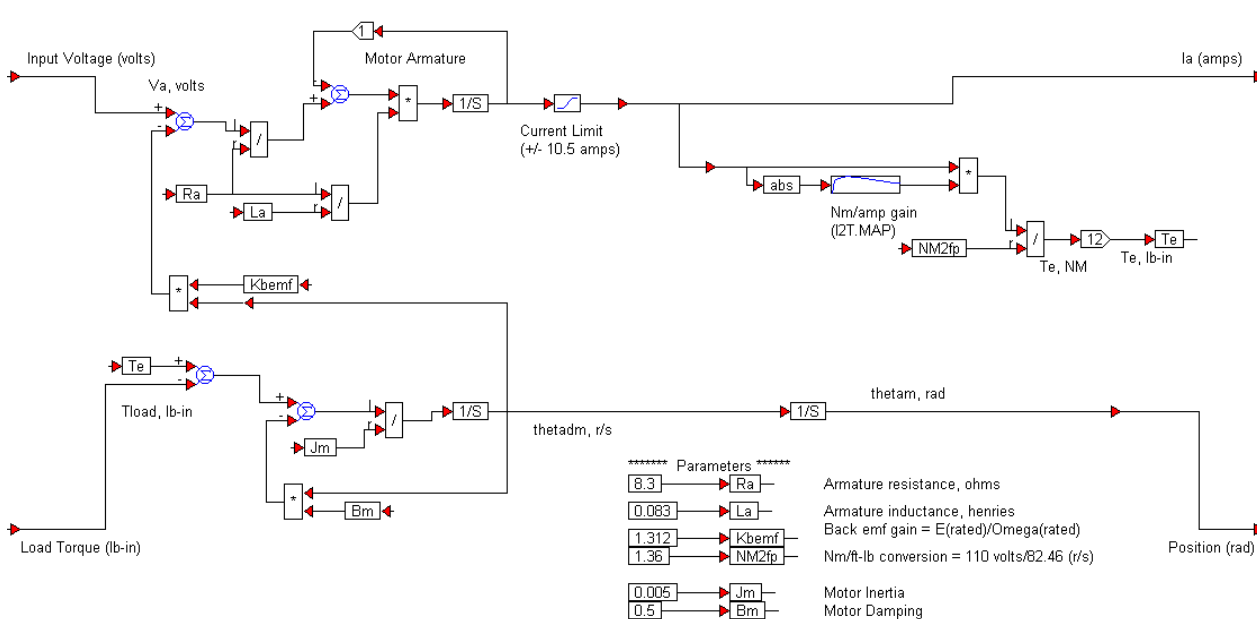 1
Input Voltage (volts)
Motor Armature
Ia (amps)
Va, volts
+
-
-
+
l
r
/
*
1/S
Current Limit
(+/- 10.5 amps)
Ra
La
l
r
/
abs
*
Nm/amp gain
(I2T.MAP)
NM2fp
l
r
/
Te, NM
12
Te, lb-in
Te
*
Kbemf
Te
+
-
Tload, lb-in
+
-
l
r
/
Jm
1/S
thetadm, r/s
1/S
thetam, rad
*
Bm
Load Torque (lb-in)
Position (rad)
******* Parameters ******
8.3 Ra Armature resistance, ohms
0.083 La Armature inductance, henries
Back emf gain = E(rated)/Omega(rated)
1.312 Kbemf
1.36 NM2fp Nm/ft-lb conversion = 110 volts/82.46 (r/s)
0.005 Jm Motor Inertia
0.5 Bm Motor Damping